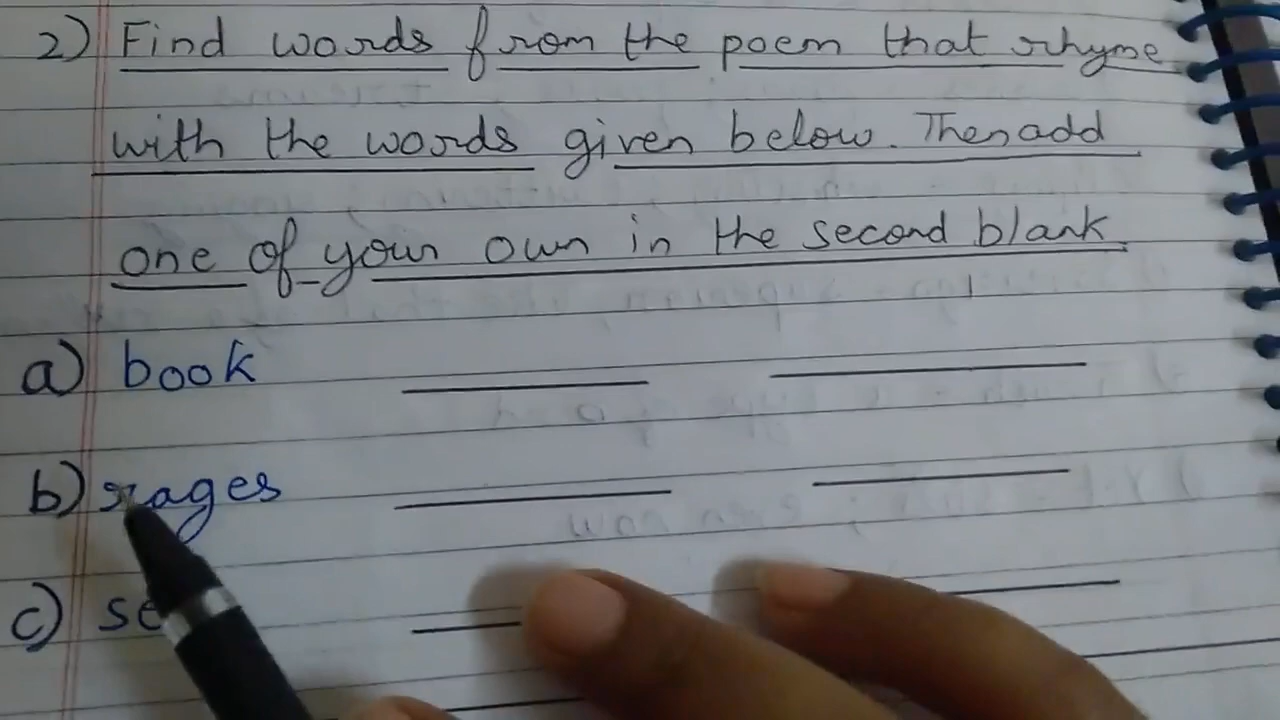 2) Find words from the poem that rhyme
with the words given below. Then add
one of your own in the second blank.
a) book
b) rages
c)